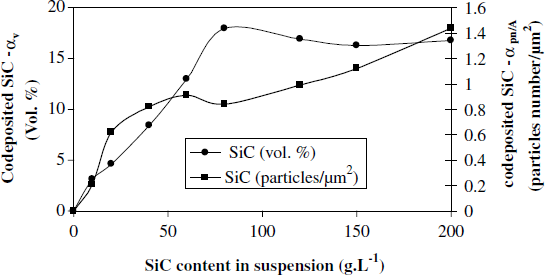 Codeposited SiC - αv
(Vol. %)
20
15
10
5
0
1.6
1.4
1.2
1
0.8
0.6
0.4
0.2
0
codeposited SiC - α pn/A
(particles number/µm²)
SiC (vol. %)
SiC (particles/µm²)
0
50
100
150
200
SiC content in suspension (g.L⁻¹)